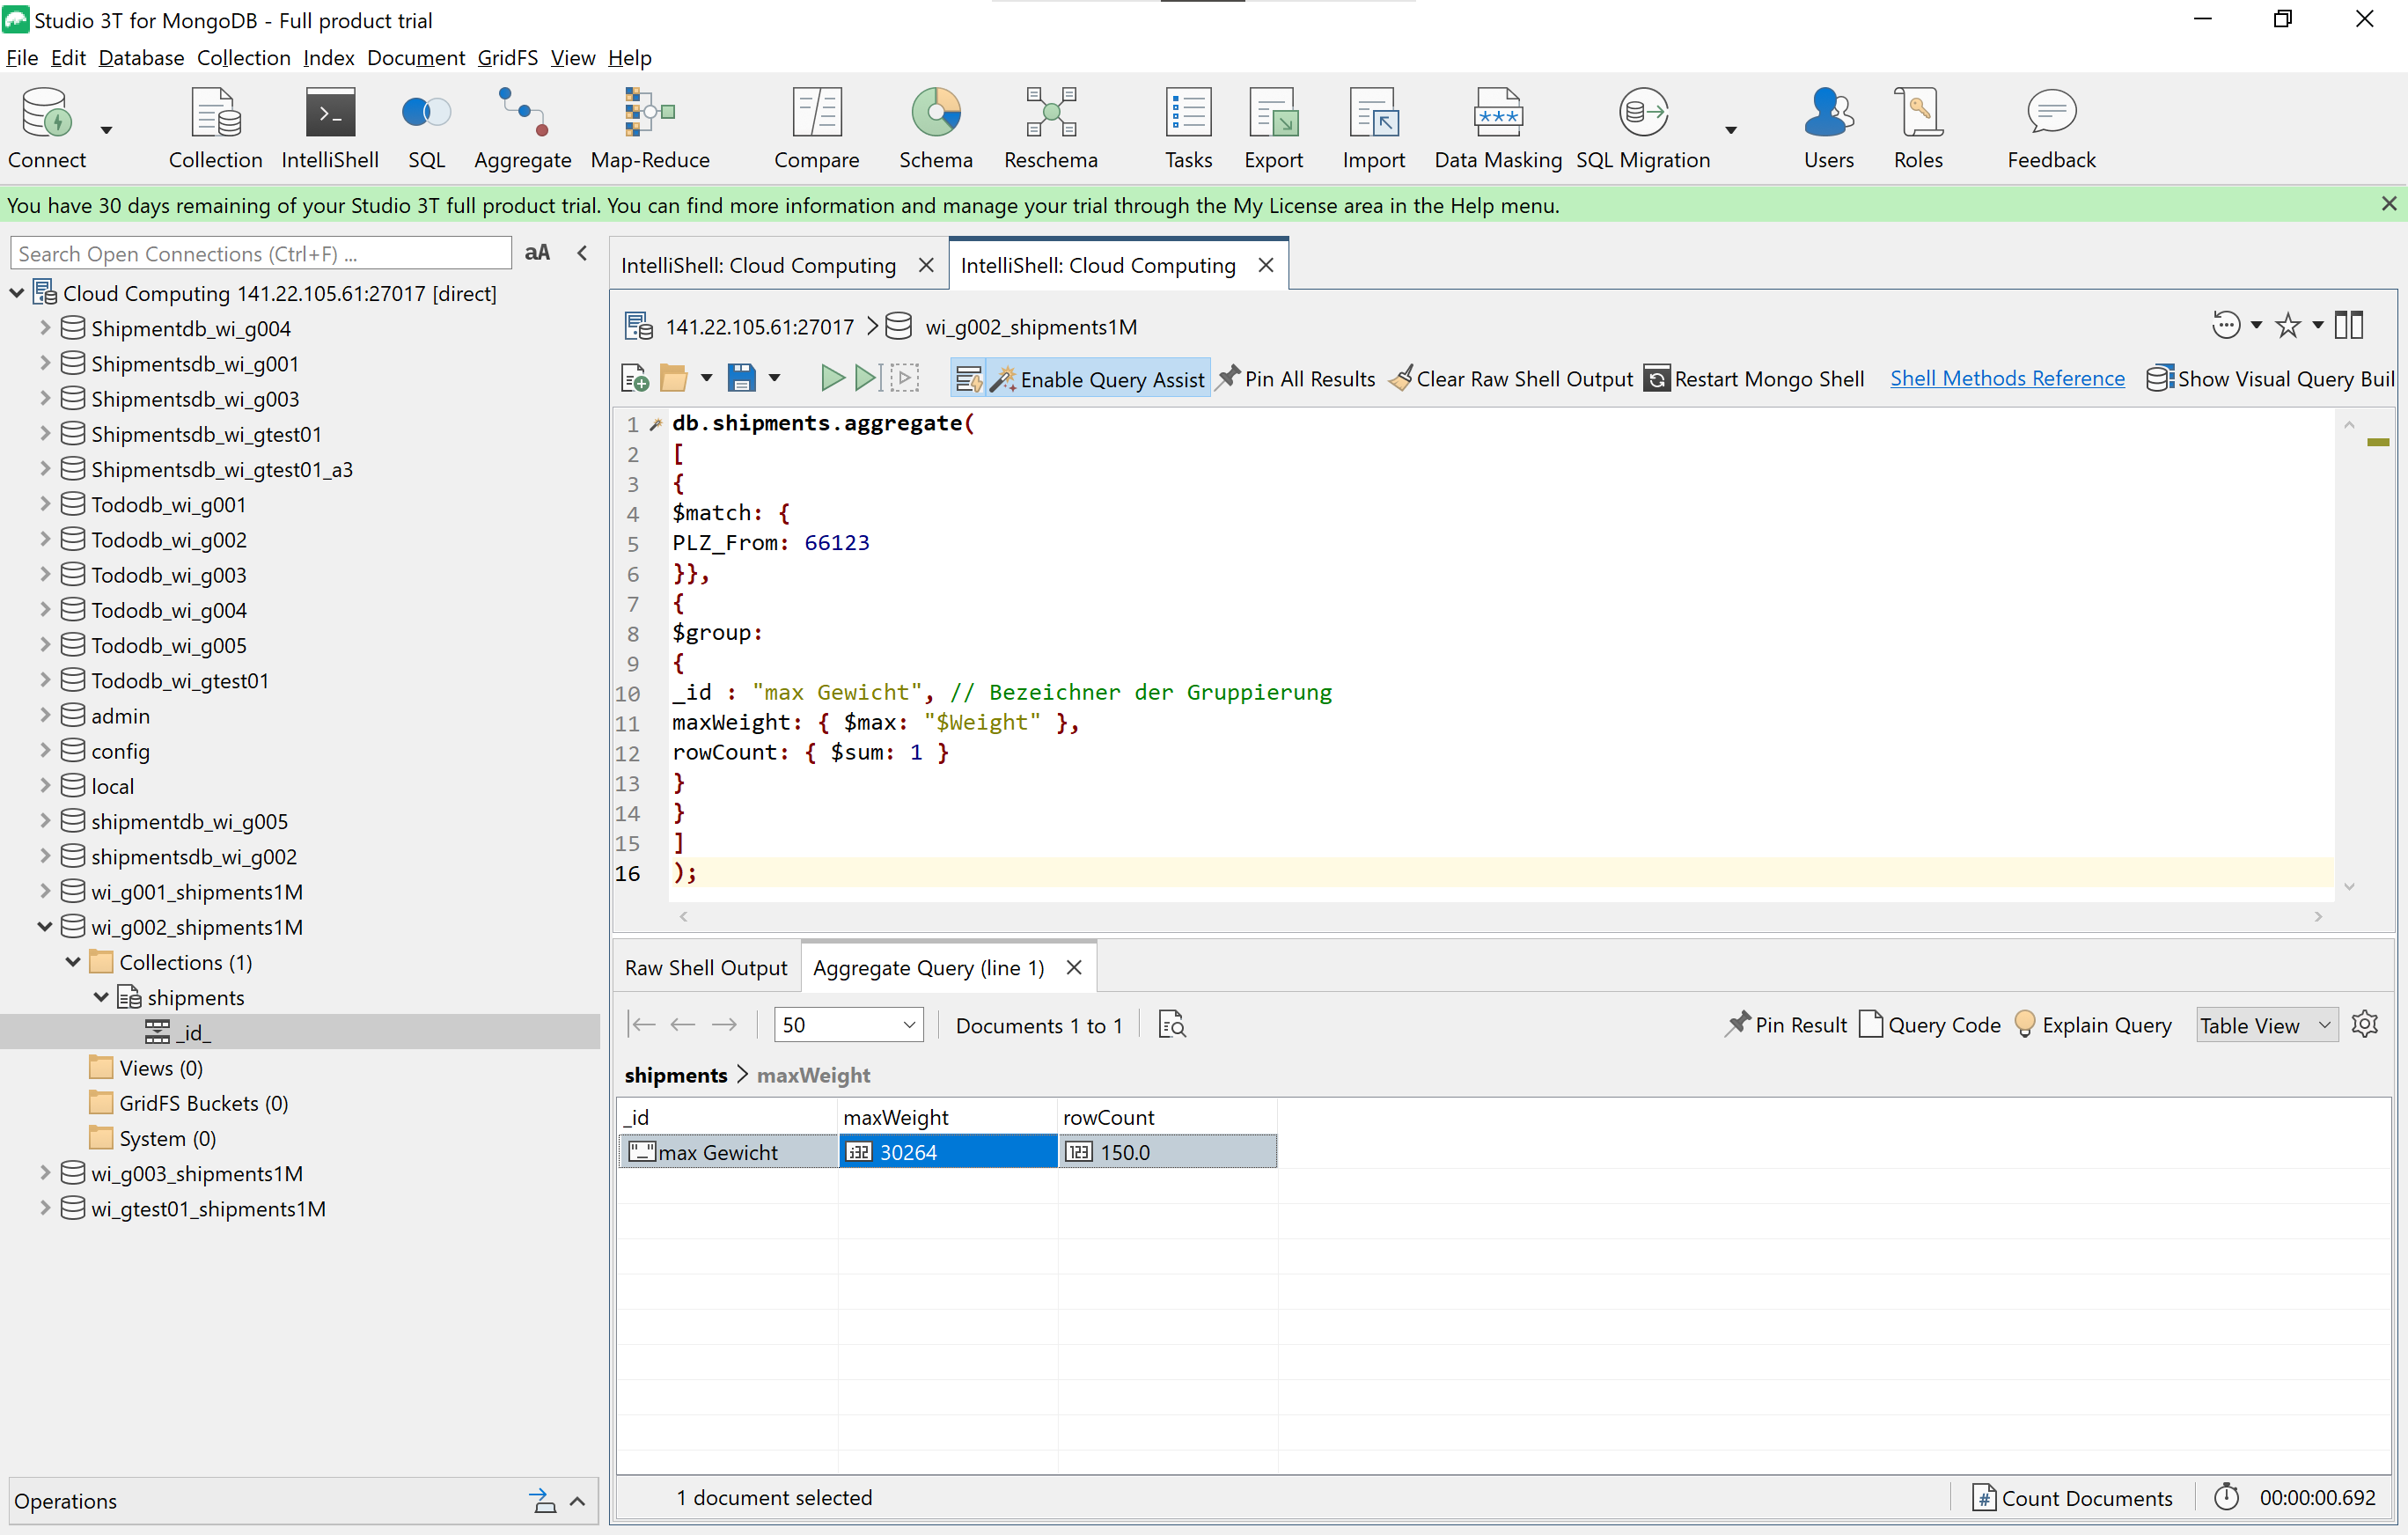 Studio 3T for MongoDB - Full product trial
File Edit Database Collection Index Document GridFS View Help
Connect Collection IntelliShell SQL Aggregate Map-Reduce Compare Schema Reschema Tasks Export Import Data Masking SQL Migration Users Roles Feedback
You have 30 days remaining of your Studio 3T full product trial. You can find more information and manage your trial through the My License area in the Help menu.
Search Open Connections (Ctrl+F) ... aA
Cloud Computing 141.22.105.61:27017 [direct]
Shipmentdb_wi_g004
Shipmentsdb_wi_g001
Shipmentsdb_wi_g003
Shipmentsdb_wi_gtest01
Shipmentsdb_wi_gtest01_a3
Tododb_wi_g001
Tododb_wi_g002
Tododb_wi_g003
Tododb_wi_g004
Tododb_wi_g005
Tododb_wi_gtest01
admin
config
local
shipmentdb_wi_g005
shipmentsdb_wi_g002
wi_g001_shipments1M
wi_g002_shipments1M
Collections (1)
shipments
_id_
Views (0)
GridFS Buckets (0)
System (0)
wi_g003_shipments1M
wi_gtest01_shipments1M
Operations
IntelliShell: Cloud Computing IntelliShell: Cloud Computing
141.22.105.61:27017 wi_g002_shipments1M
Enable Query Assist Pin All Results Clear Raw Shell Output Restart Mongo Shell Shell Methods Reference Show Visual Query Buil
1 db.shipments.aggregate(
2 [
3 {
4 $match: {
5 PLZ_From: 66123
6 }},
7 {
8 $group:
9 {
10 _id : "max Gewicht", // Bezeichner der Gruppierung
11 maxWeight: { $max: "$Weight" },
12 rowCount: { $sum: 1 }
13 }
14 }
15 ]
16 );
Raw Shell Output Aggregate Query (line 1)
50 Documents 1 to 1 Pin Result Query Code Explain Query Table View
shipments > maxWeight
_id maxWeight rowCount
"_" max Gewicht i32 30264 123 150.0
1 document selected # Count Documents 00:00:00.692